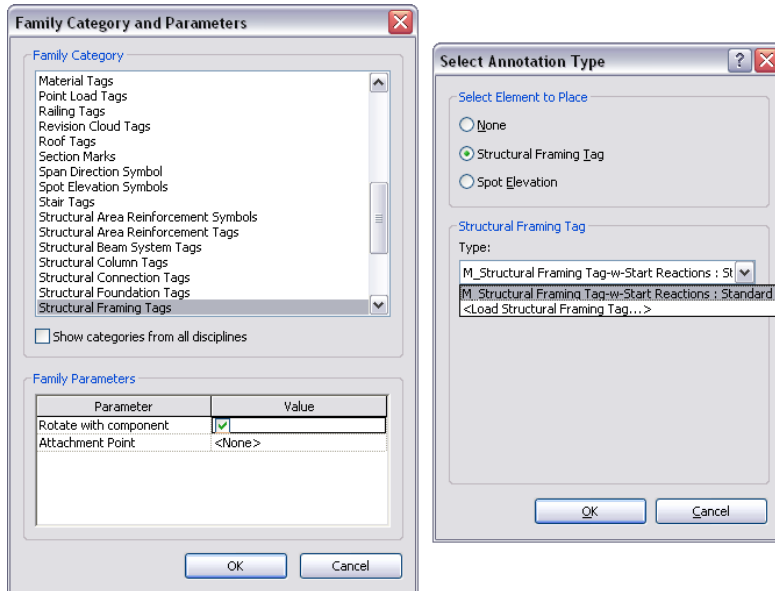 Family Category and Parameters
Family Category
Material Tags
Point Load Tags
Railing Tags
Revision Cloud Tags
Roof Tags
Section Marks
Span Direction Symbol
Spot Elevation Symbols
Stair Tags
Structural Area Reinforcement Symbols
Structural Area Reinforcement Tags
Structural Beam System Tags
Structural Column Tags
Structural Connection Tags
Structural Foundation Tags
Structural Framing Tags
Show categories from all disciplines
Family Parameters
Parameter Value
Rotate with component
Attachment Point <None>
OK Cancel
Select Annotation Type ?
Select Element to Place
None
Structural Framing Tag
Spot Elevation
Structural Framing Tag
Type:
M_Structural Framing Tag-w-Start Reactions : St
M_Structural Framing Tag-w-Start Reactions : Standard
<Load Structural Framing Tag...>
OK Cancel